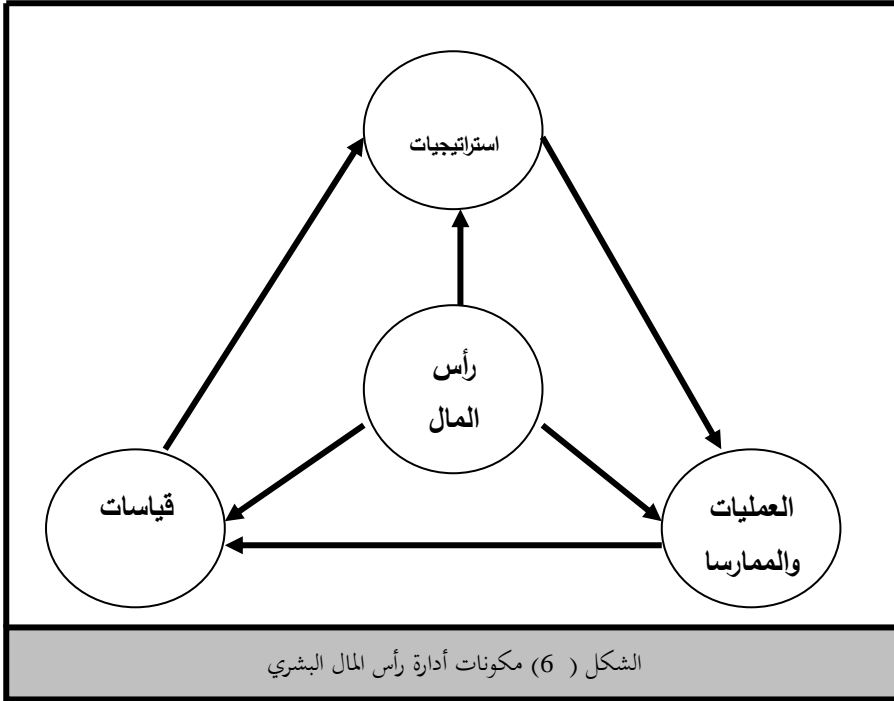 استراتيجيات
رأس
المال
قياسات
العمليات
والممارسا
الشكل ( 6) مكونات أدارة رأس المال البشري